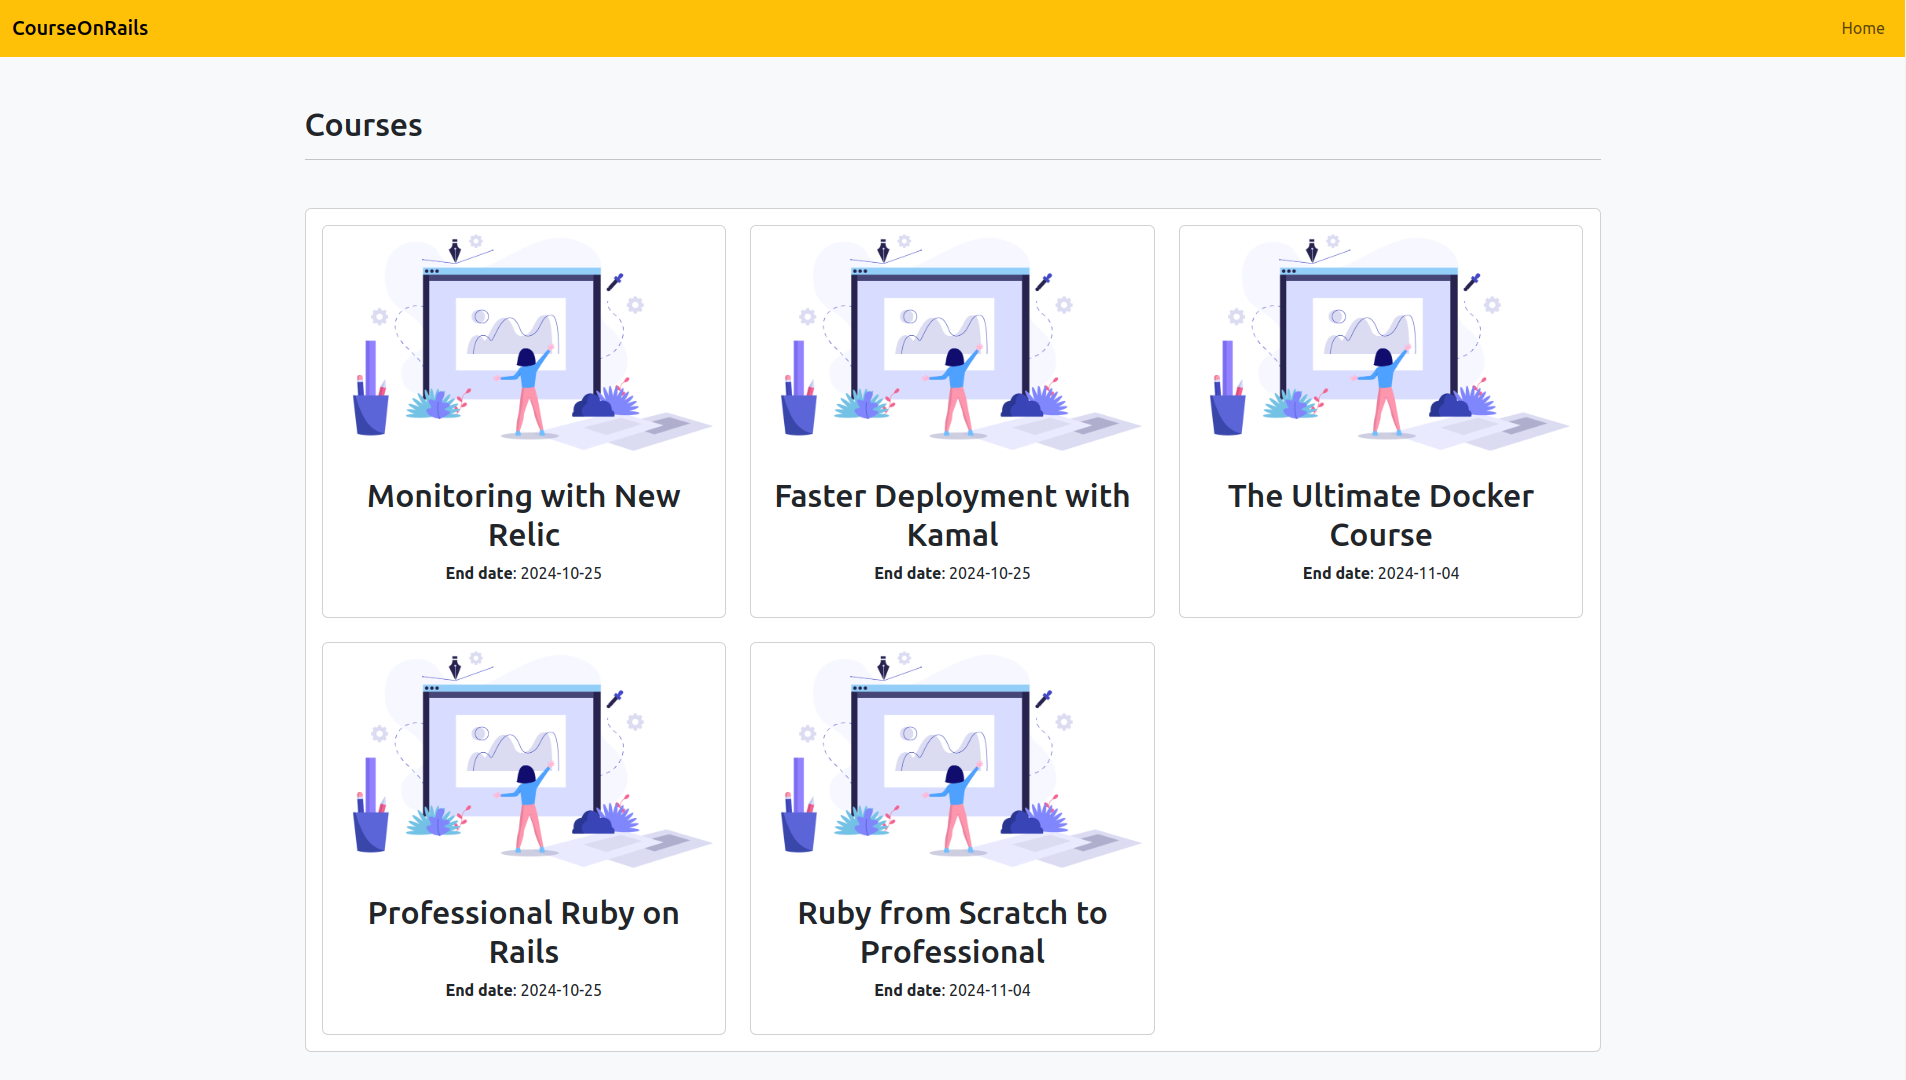 CourseOnRails
Home
Courses
Monitoring with New
Relic
End date: 2024-10-25
Faster Deployment with
Kamal
End date: 2024-10-25
The Ultimate Docker
Course
End date: 2024-11-04
Professional Ruby on
Rails
End date: 2024-10-25
Ruby from Scratch to
Professional
End date: 2024-11-04